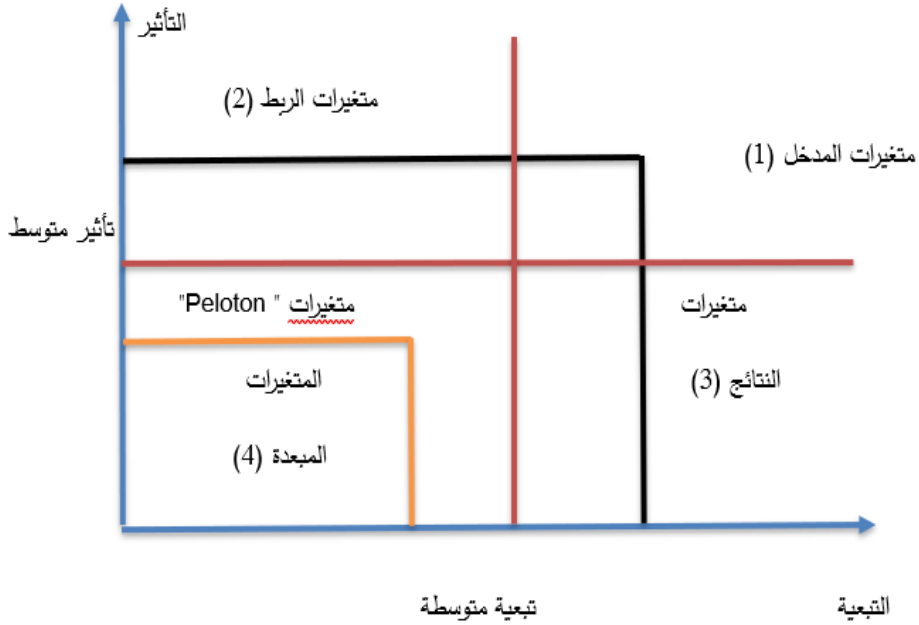 التأثير
متغيرات الربط (2)
متغيرات المدخل (1)
تأثير متوسط
متغيرات " Peloton"
متغيرات
المتغيرات
النتائج (3)
المبعدة (4)
تبعية متوسطة
التبعية